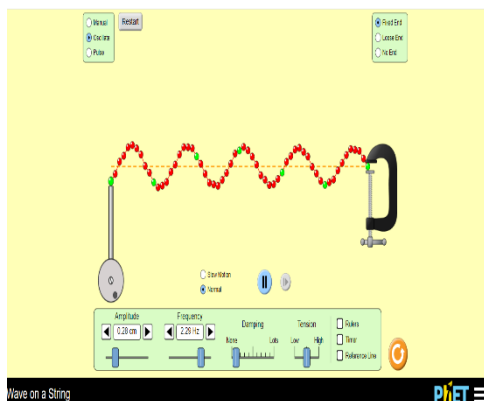 Manual
Oscillate
Pulse
Restart
Fixed End
Loose End
No End
Slow Motion
Normal
Amplitude
0.28 cm
Frequency
2.29 Hz
Damping
None
Lots
Tension
Low
High
Rulers
Timer
Reference Line
Wave on a String
PhET